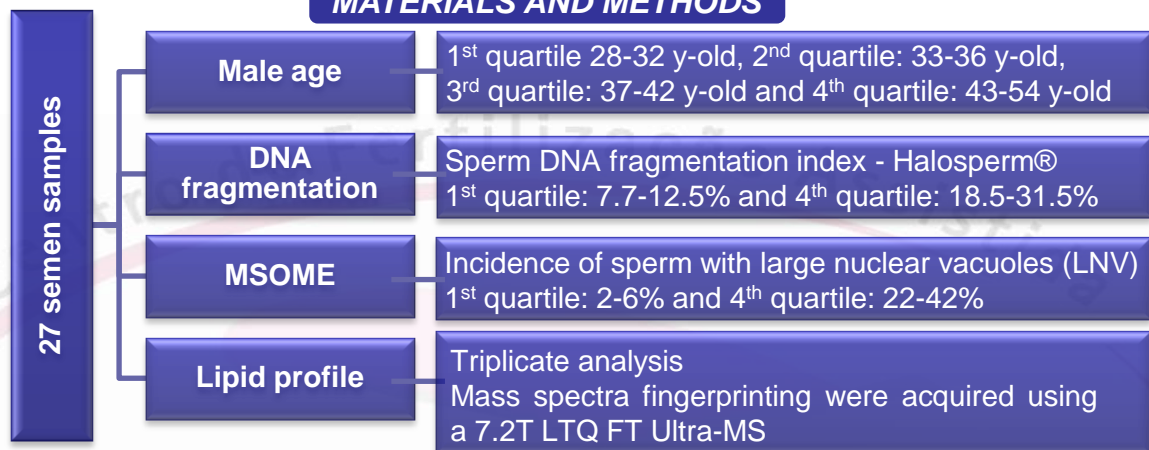 MATERIALS AND METHODS
27 semen samples
Male age
1st quartile 28-32 y-old, 2nd quartile: 33-36 y-old,
3rd quartile: 37-42 y-old and 4th quartile: 43-54 y-old
DNA
fragmentation
Sperm DNA fragmentation index - Halosperm®
1st quartile: 7.7-12.5% and 4th quartile: 18.5-31.5%
MSOME
Incidence of sperm with large nuclear vacuoles (LNV)
1st quartile: 2-6% and 4th quartile: 22-42%
Lipid profile
Triplicate analysis
Mass spectra fingerprinting were acquired using
a 7.2T LTQ FT Ultra-MS